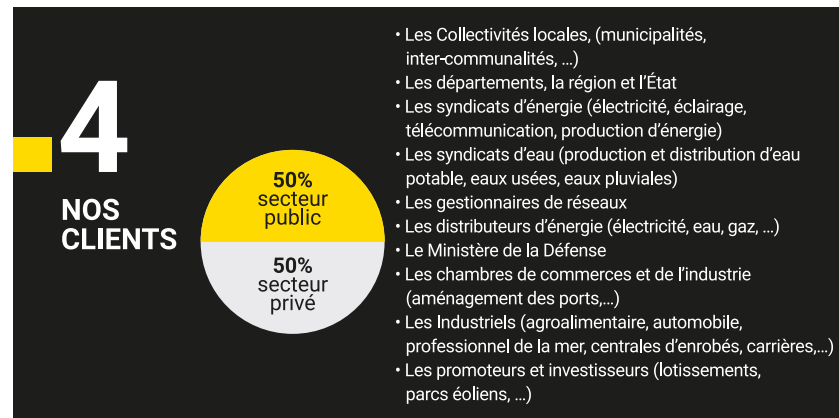 4
NOS
CLIENTS
50%
secteur
public
50%
secteur
privé
• Les Collectivités locales, (municipalités,
inter-communalités, ...)
• Les départements, la région et l'État
• Les syndicats d'énergie (électricité, éclairage,
télécommunication, production d'énergie)
• Les syndicats d'eau (production et distribution d'eau
potable, eaux usées, eaux pluviales)
• Les gestionnaires de réseaux
• Les distributeurs d'énergie (électricité, eau, gaz, ...)
• Le Ministère de la Défense
• Les chambres de commerces et de l'industrie
(aménagement des ports,...)
• Les Industriels (agroalimentaire, automobile,
professionnel de la mer, centrales d'enrobés, carrières,...)
• Les promoteurs et investisseurs (lotissements,
parcs éoliens, ...)